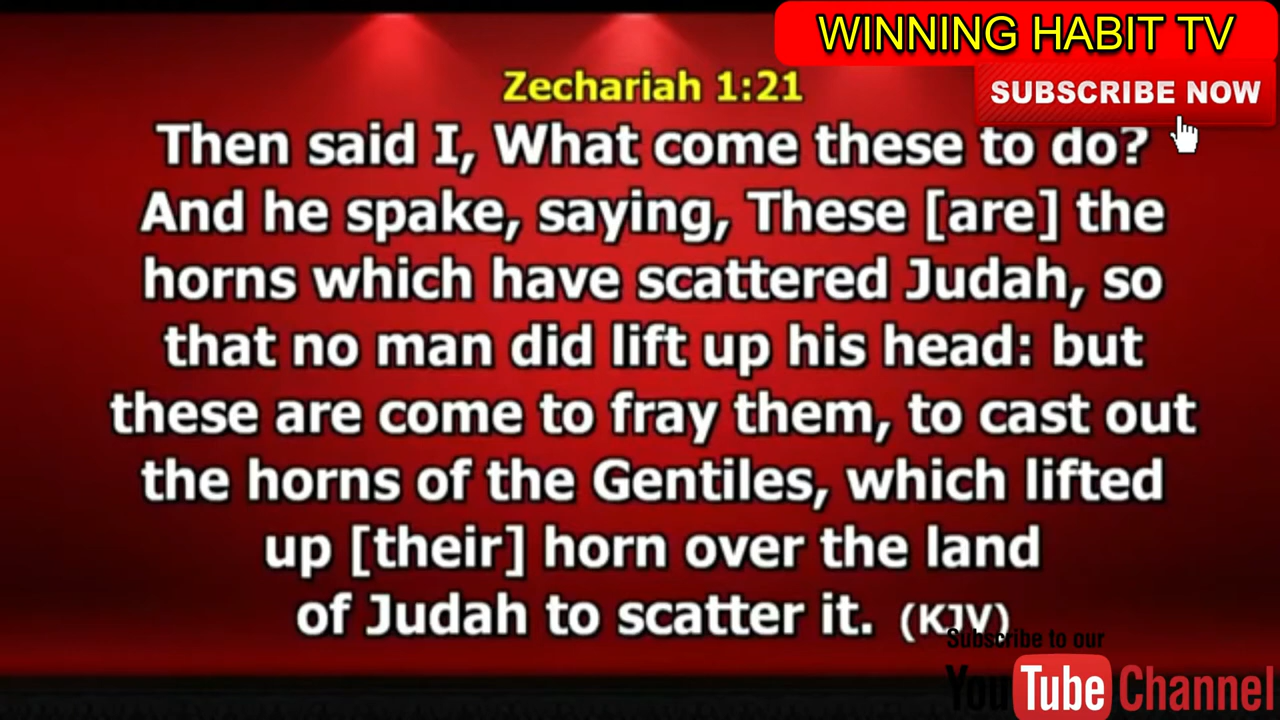 WINNING HABIT TV
SUBSCRIBE NOW
Zechariah 1:21
Then said I, What come these to do?
And he spake, saying, These [are] the
horns which have scattered Judah, so
that no man did lift up his head: but
these are come to fray them, to cast out
the horns of the Gentiles, which lifted
up [their] horn over the land
of Judah to scatter it. (KJV)
Subscribe to our
YouTube Channel